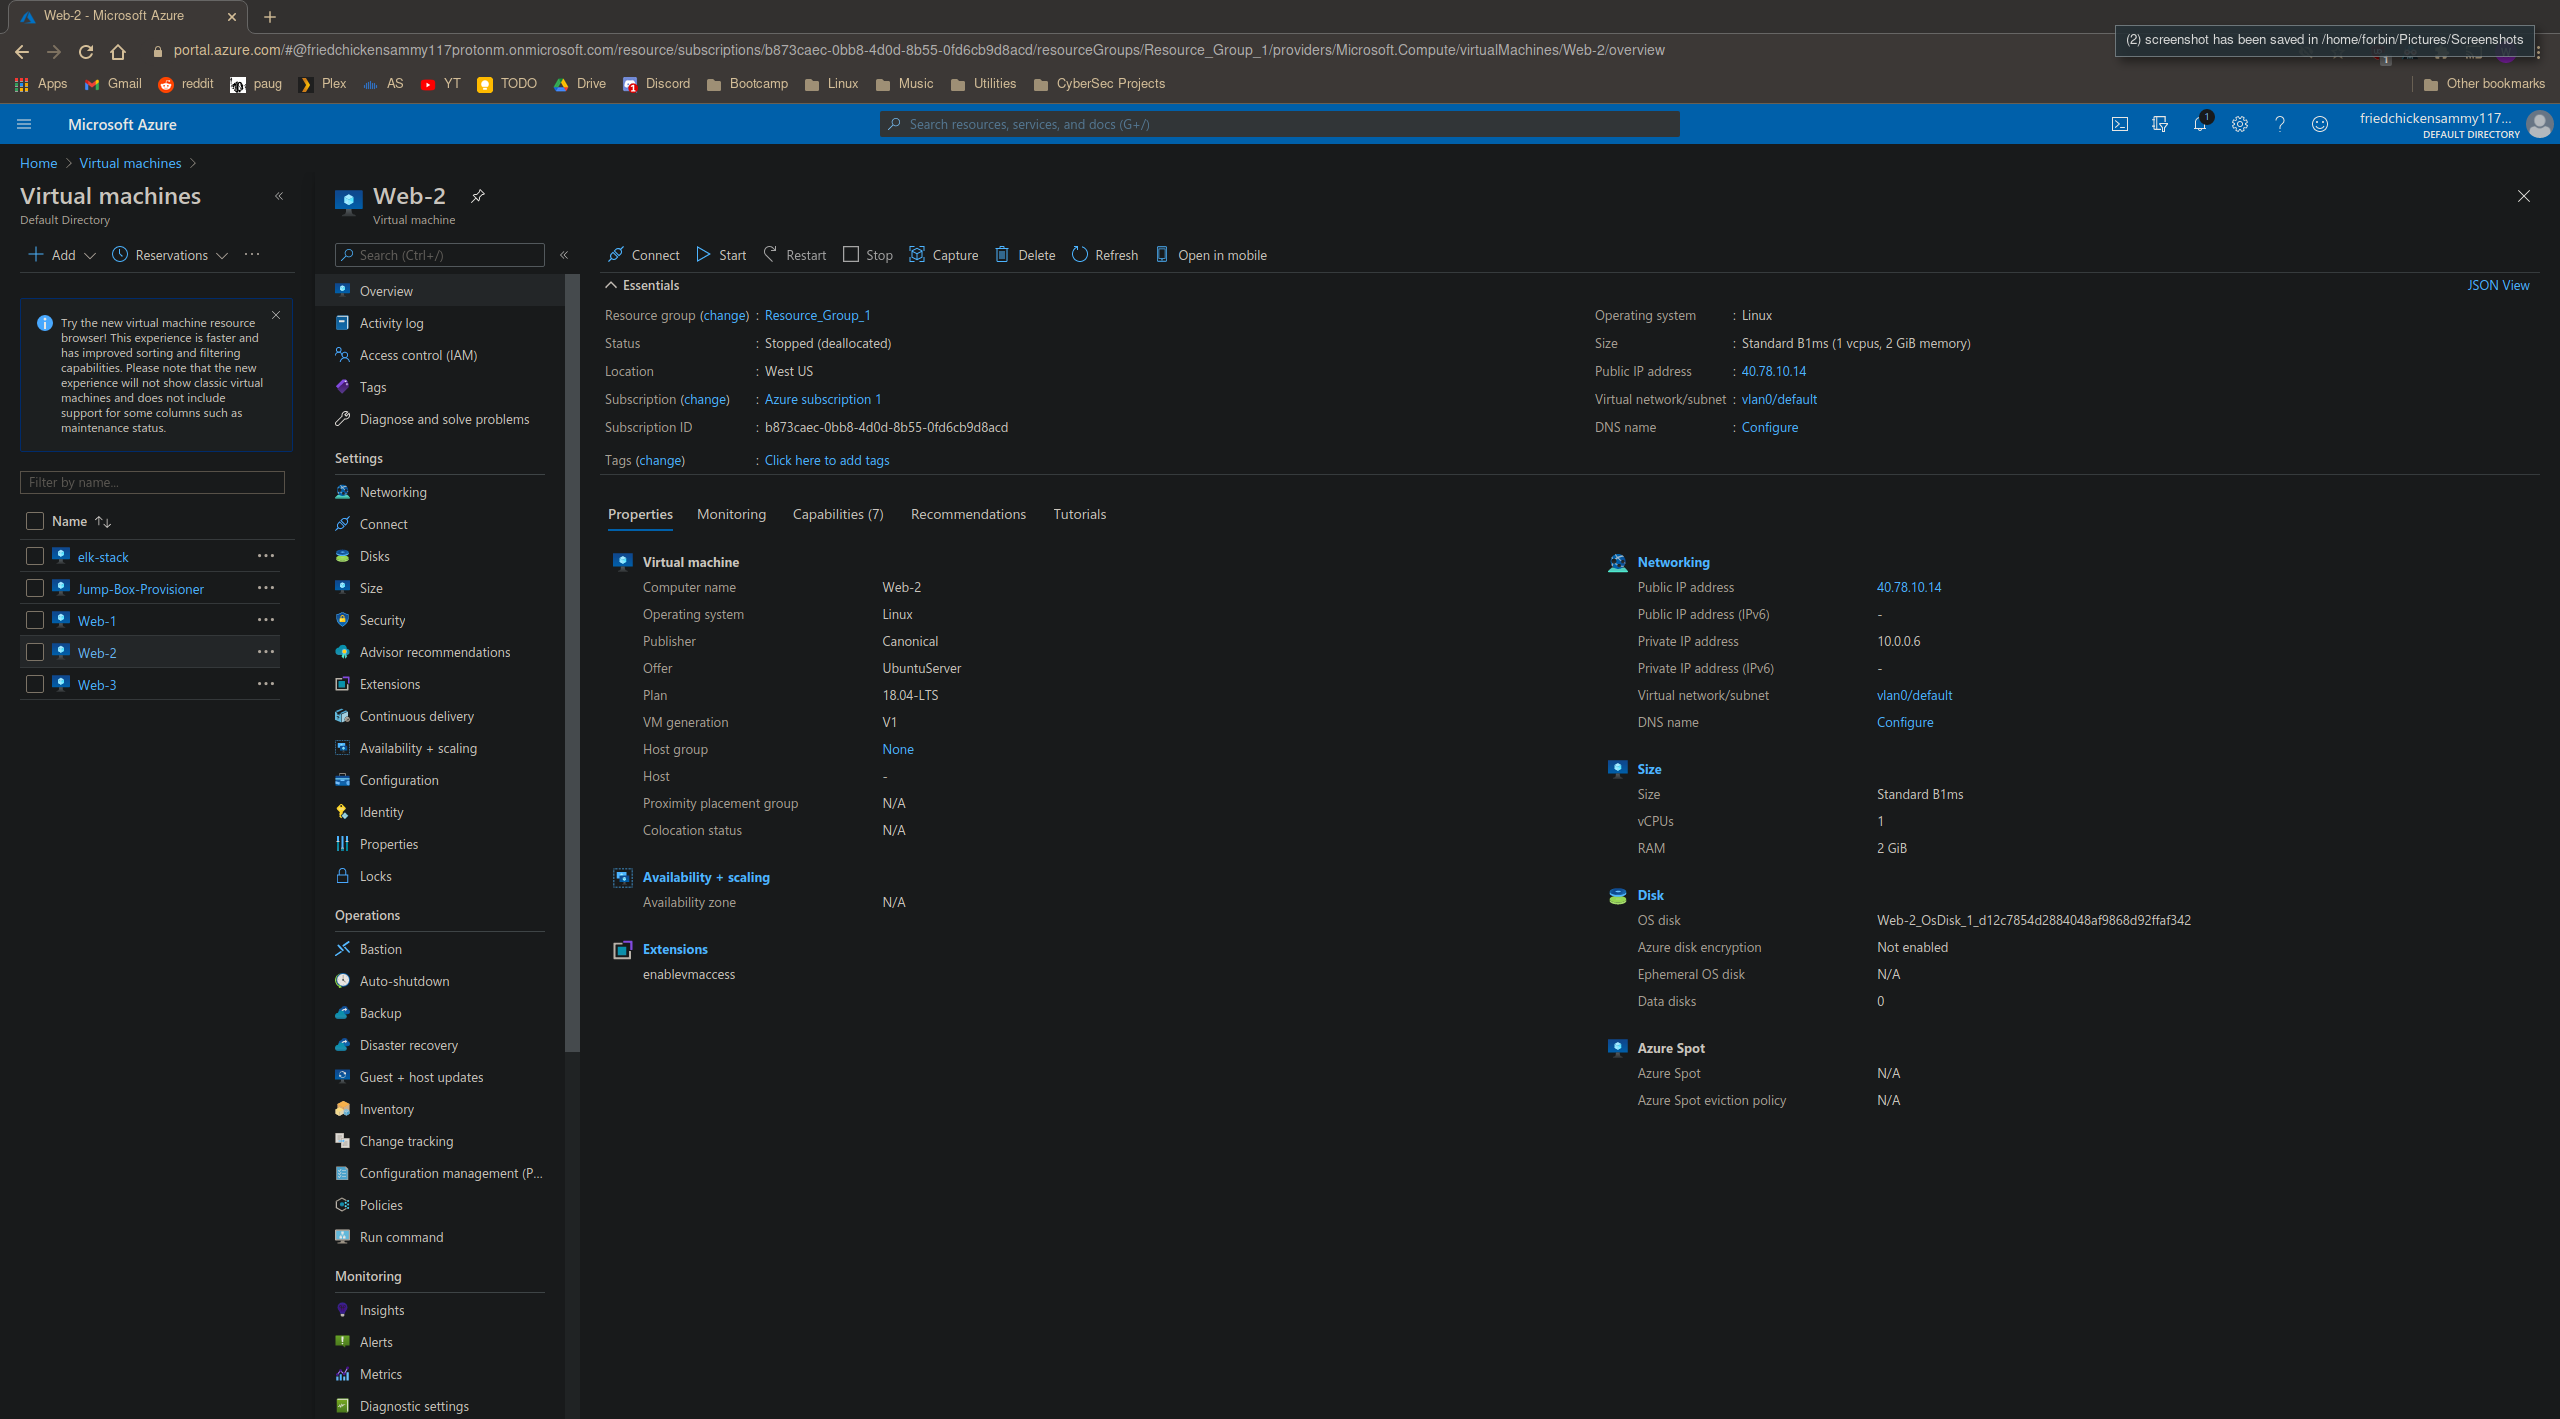 Web-2 - Microsoft Azure
portal.azure.com/#@friedchickensammy117protonm.onmicrosoft.com/resource/subscriptions/b873caec-0bb8-4d0d-8b55-0fd6cb9d8acd/resourceGroups/Resource_Group_1/providers/Microsoft.Compute/virtualMachines/Web-2/overview
(2) screenshot has been saved in /home/forbin/Pictures/Screenshots
Apps Gmail reddit paug Plex AS YT TODO Drive Discord Bootcamp Linux Music Utilities CyberSec Projects Other bookmarks
Microsoft Azure
Search resources, services, and docs (G+/)
1
friedchickensammy117...
DEFAULT DIRECTORY
Home > Virtual machines >
Virtual machines
Default Directory
Add Reservations ...
Try the new virtual machine resource
browser! This experience is faster and
has improved sorting and filtering
capabilities. Please note that the new
experience will not show classic virtual
machines and does not include
support for some columns such as
maintenance status.
Filter by name...
Name
elk-stack
Jump-Box-Provisioner
Web-1
Web-2
Web-3
Web-2
Virtual machine
Search (Ctrl+/)
Overview
Activity log
Access control (IAM)
Tags
Diagnose and solve problems
Settings
Networking
Connect
Disks
Size
Security
Advisor recommendations
Extensions
Continuous delivery
Availability + scaling
Configuration
Identity
Properties
Locks
Operations
Bastion
Auto-shutdown
Backup
Disaster recovery
Guest + host updates
Inventory
Change tracking
Configuration management (P...
Policies
Run command
Monitoring
Insights
Alerts
Metrics
Diagnostic settings
Connect Start Restart Stop Capture Delete Refresh Open in mobile
Essentials
JSON View
Resource group (change) : Resource_Group_1
Status : Stopped (deallocated)
Location : West US
Subscription (change) : Azure subscription 1
Subscription ID : b873caec-0bb8-4d0d-8b55-0fd6cb9d8acd
Tags (change) : Click here to add tags
Operating system : Linux
Size : Standard B1ms (1 vcpus, 2 GiB memory)
Public IP address : 40.78.10.14
Virtual network/subnet : vlan0/default
DNS name : Configure
Properties Monitoring Capabilities (7) Recommendations Tutorials
Virtual machine
Computer name Web-2
Operating system Linux
Publisher Canonical
Offer UbuntuServer
Plan 18.04-LTS
VM generation V1
Host group None
Host -
Proximity placement group N/A
Colocation status N/A
Availability + scaling
Availability zone N/A
Extensions
enablevmaccess
Networking
Public IP address 40.78.10.14
Public IP address (IPv6) -
Private IP address 10.0.0.6
Private IP address (IPv6) -
Virtual network/subnet vlan0/default
DNS name Configure
Size
Size Standard B1ms
vCPUs 1
RAM 2 GiB
Disk
OS disk Web-2_OsDisk_1_d12c7854d2884048af9868d92ffaf342
Azure disk encryption Not enabled
Ephemeral OS disk N/A
Data disks 0
Azure Spot
Azure Spot N/A
Azure Spot eviction policy N/A